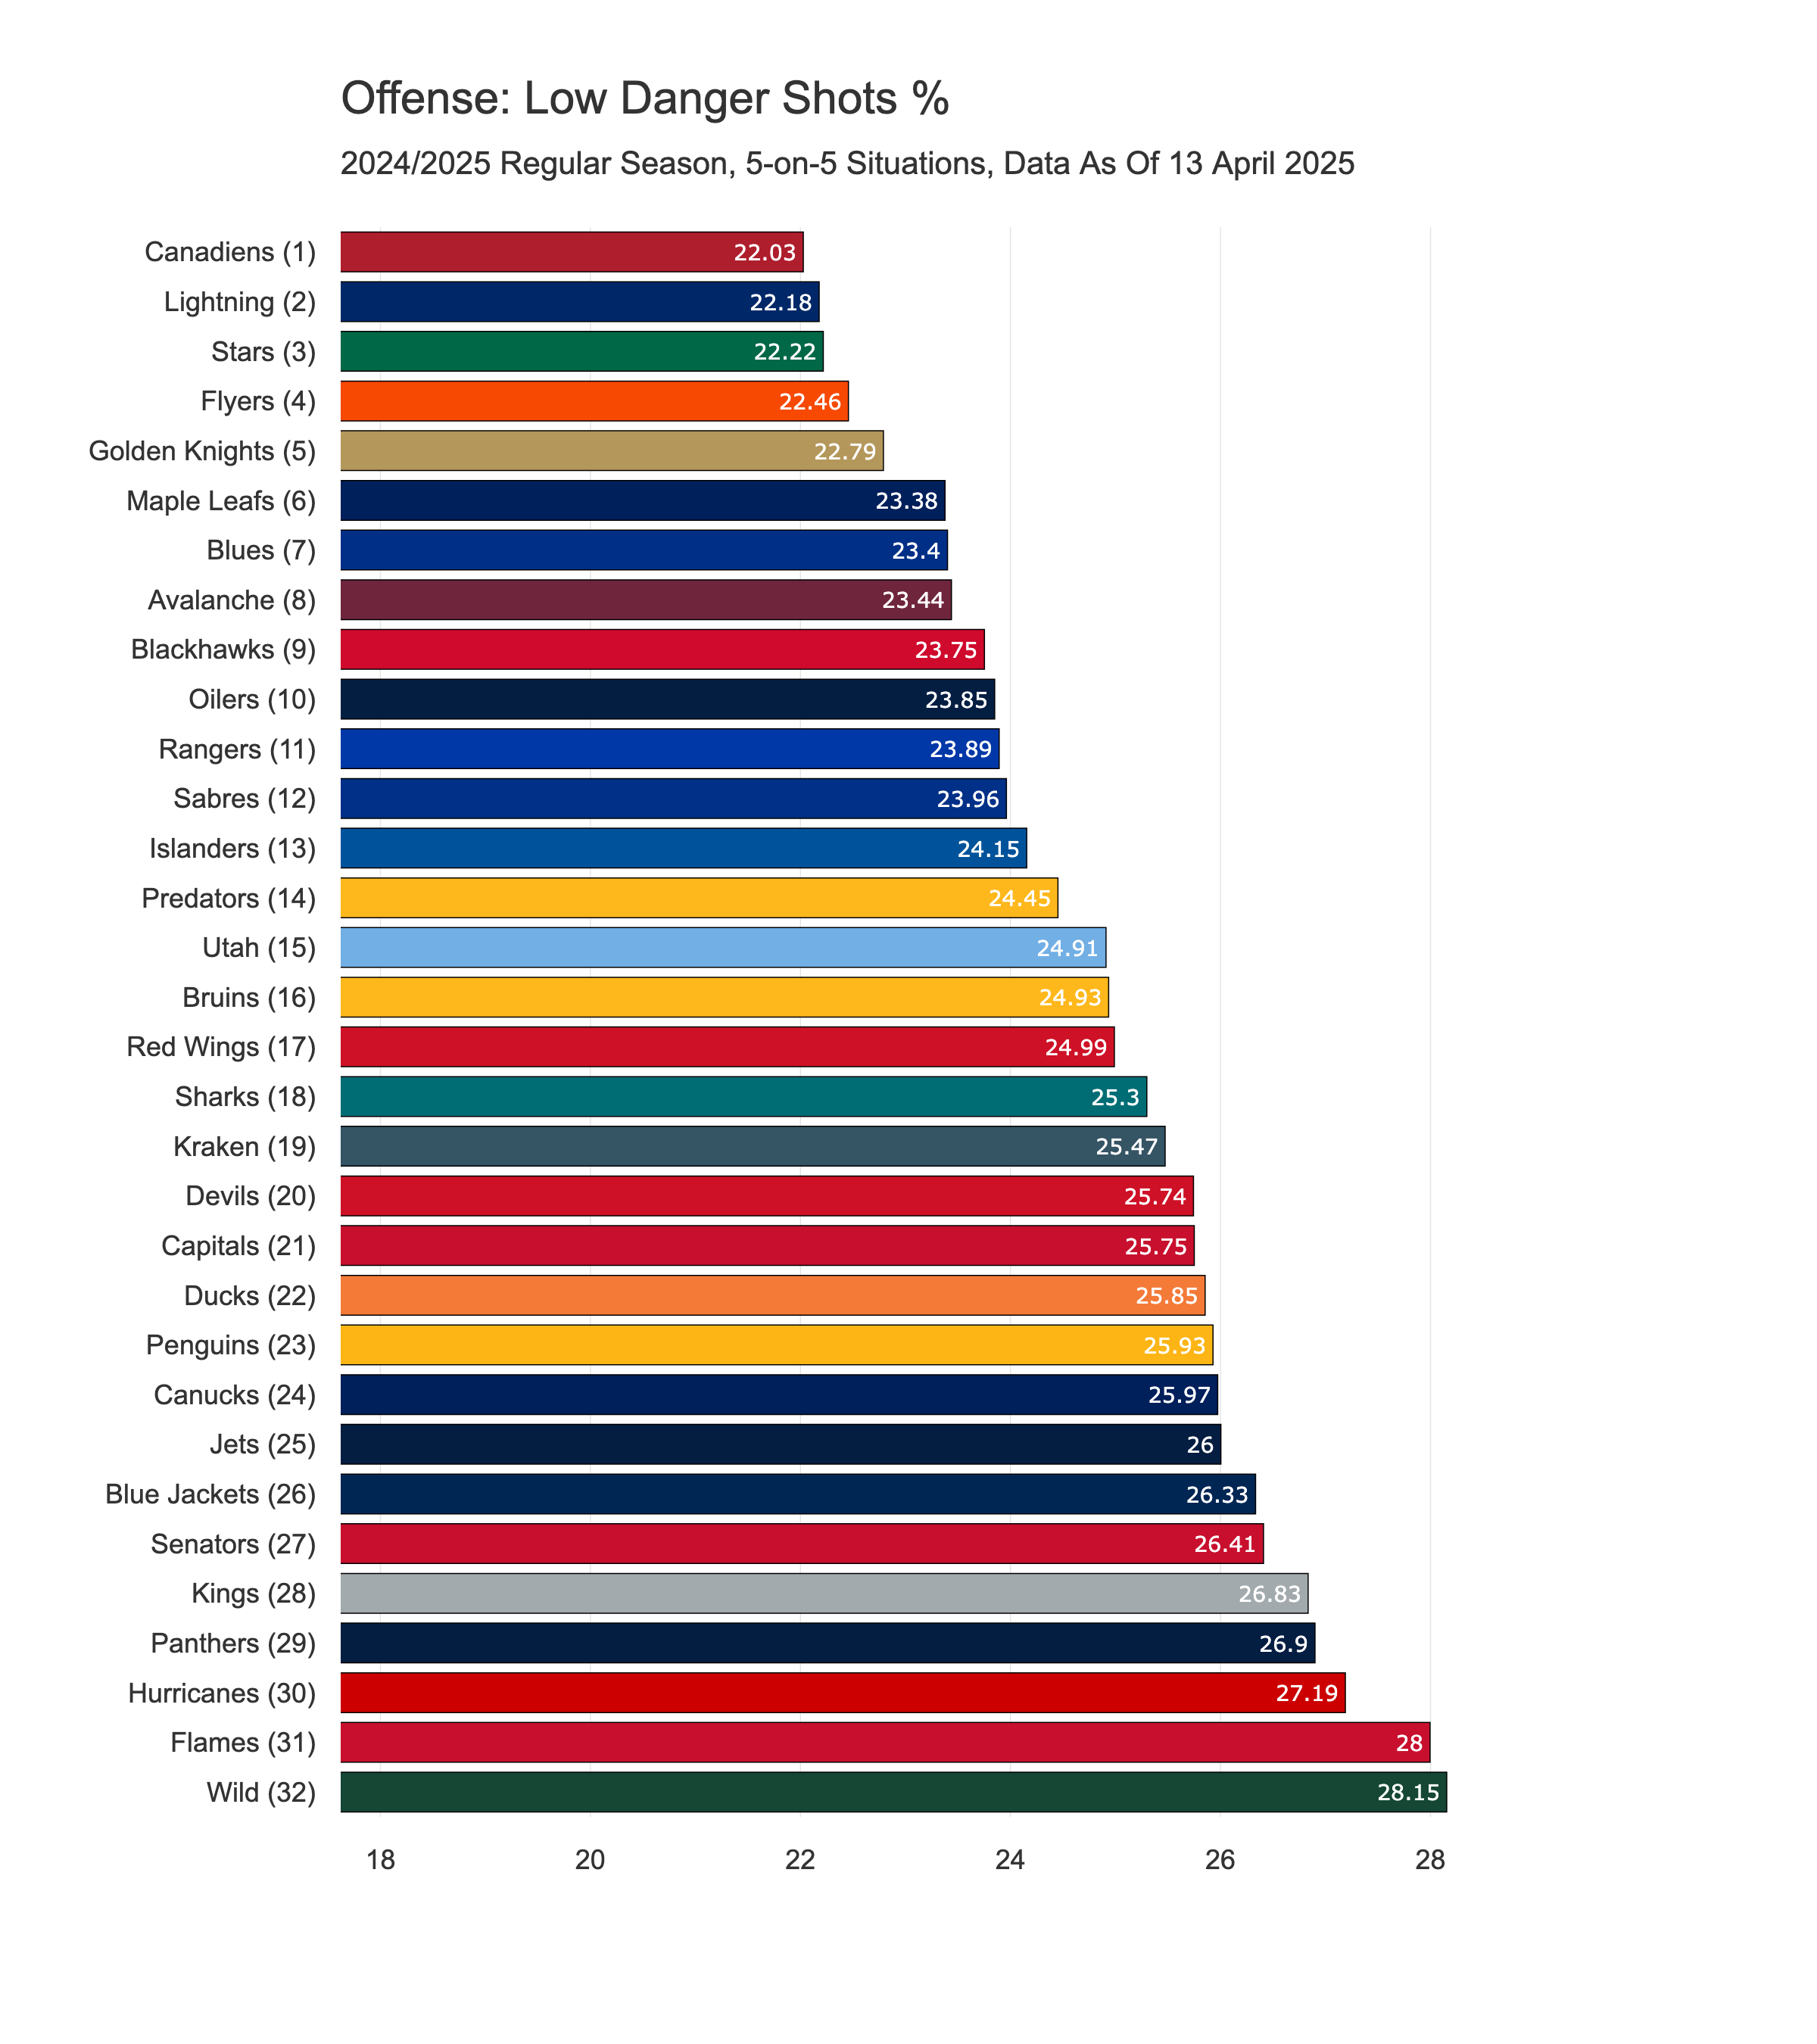 Offense: Low Danger Shots %
2024/2025 Regular Season, 5-on-5 Situations, Data As Of 13 April 2025
Canadiens (1) 22.03
Lightning (2) 22.18
Stars (3) 22.22
Flyers (4) 22.46
Golden Knights (5) 22.79
Maple Leafs (6) 23.38
Blues (7) 23.4
Avalanche (8) 23.44
Blackhawks (9) 23.75
Oilers (10) 23.85
Rangers (11) 23.89
Sabres (12) 23.96
Islanders (13) 24.15
Predators (14) 24.45
Utah (15) 24.91
Bruins (16) 24.93
Red Wings (17) 24.99
Sharks (18) 25.3
Kraken (19) 25.47
Devils (20) 25.74
Capitals (21) 25.75
Ducks (22) 25.85
Penguins (23) 25.93
Canucks (24) 25.97
Jets (25) 26
Blue Jackets (26) 26.33
Senators (27) 26.41
Kings (28) 26.83
Panthers (29) 26.9
Hurricanes (30) 27.19
Flames (31) 28
Wild (32) 28.15
18 20 22 24 26 28